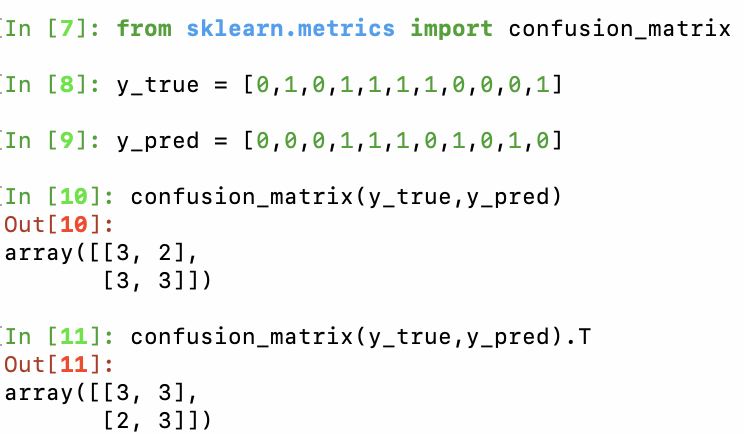 [In [7]: from sklearn.metrics import confusion_matrix
[In [8]: y_true = [0,1,0,1,1,1,1,0,0,0,1]
[In [9]: y_pred = [0,0,0,1,1,1,0,1,0,1,0]
[In [10]: confusion_matrix(y_true,y_pred)
Out[10]:
array([[3, 2],
       [3, 3]])
[In [11]: confusion_matrix(y_true,y_pred).T
Out[11]:
array([[3, 3],
       [2, 3]])